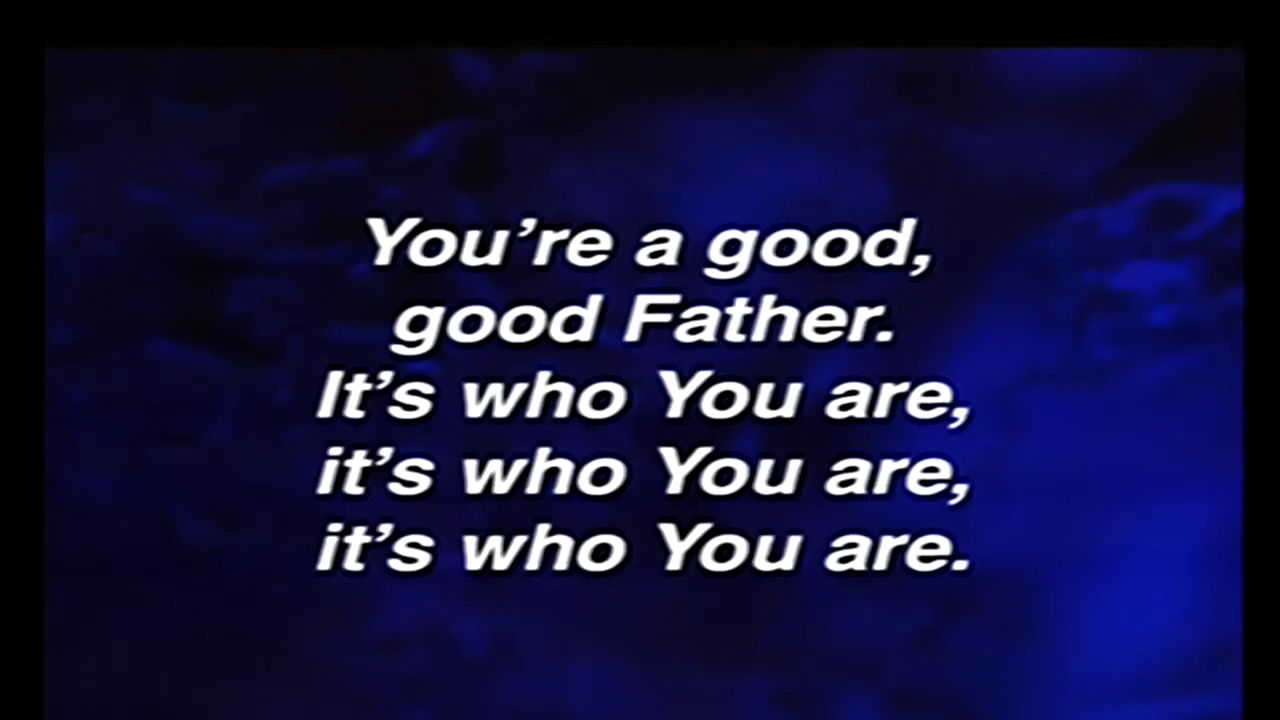 You’re a good,
good Father.
It’s who You are,
it’s who You are,
it’s who You are.